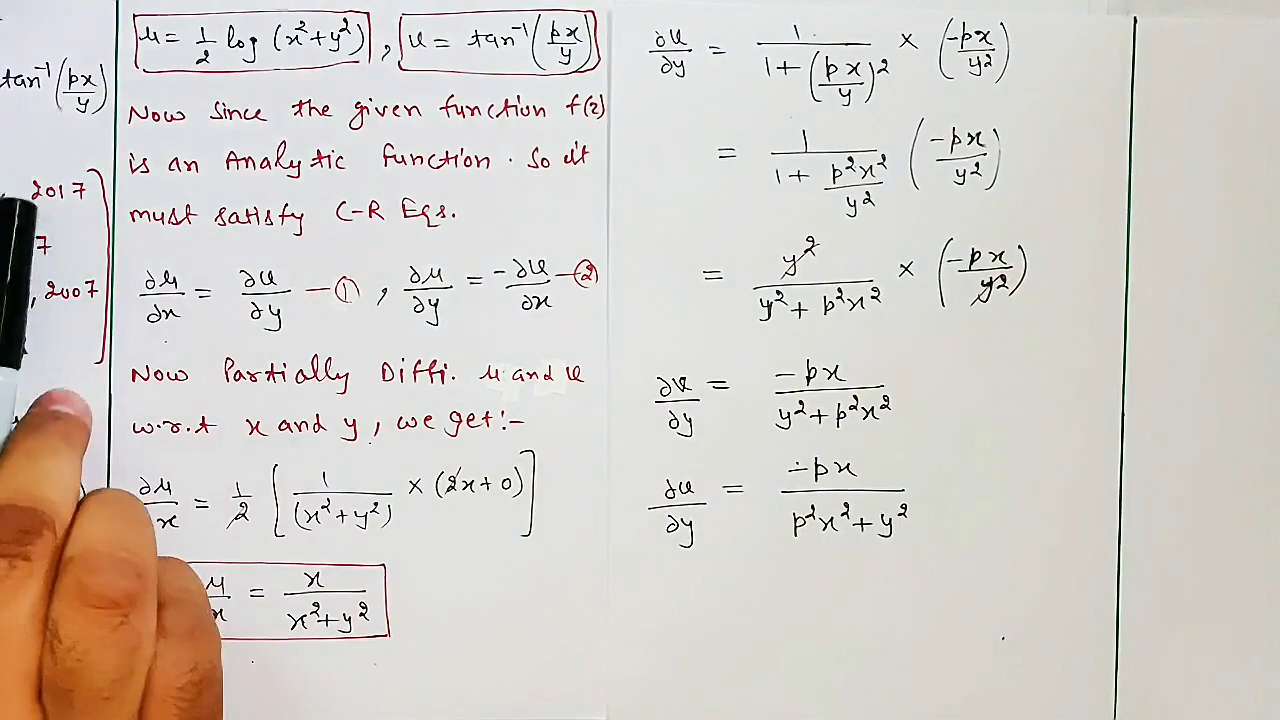 tan⁻¹(px/y)
2017
7
, 2007
u = 1/2 log (x²+y²) , v = tan⁻¹(px/y)
Now Since the given function f(z)
is an Analytic function. So it
must satisfy C-R Eqs.
∂u/∂x = ∂v/∂y —① , ∂u/∂y = -∂v/∂x —②
Now Partially Diffi. u and v
w.r.t x and y, we get:-
∂u/x = 1/2 [1/(x²+y²) × (2x+0)]
u/x = x/(x²+y²)
∂v/∂y = 1/(1+(px/y)²) × (-px/y²)
= 1/(1+p²x²/y²) (-px/y²)
= y²/(y²+p²x²) × (-px/y²)
∂v/∂y = -px/(y²+p²x²)
∂v/∂y = -px/(p²x²+y²)